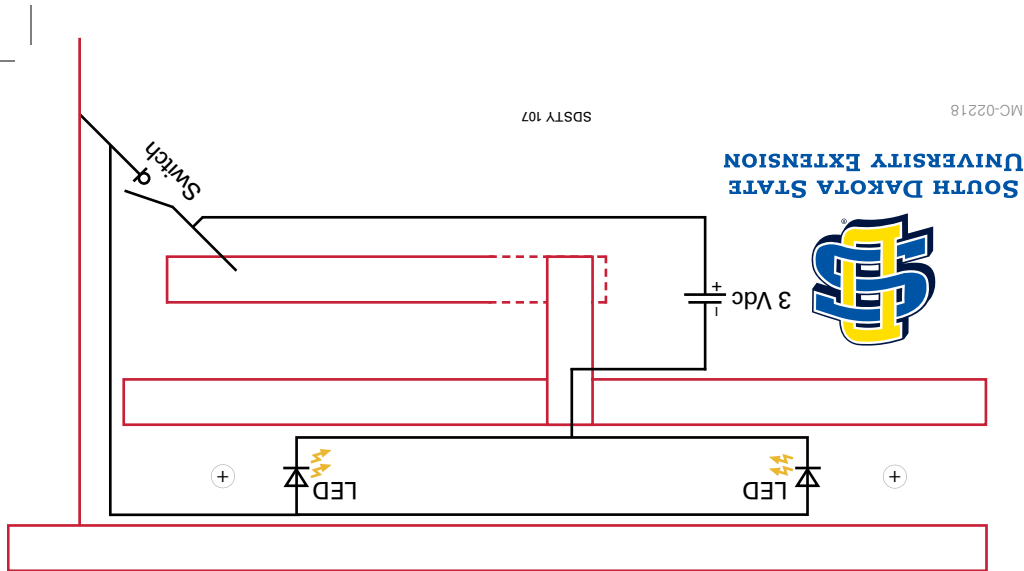 LED
LED
3 Vdc
+
–
Switch
SOUTH DAKOTA STATE
UNIVERSITY EXTENSION
®
SDSTY 107
MC-02218
+
+